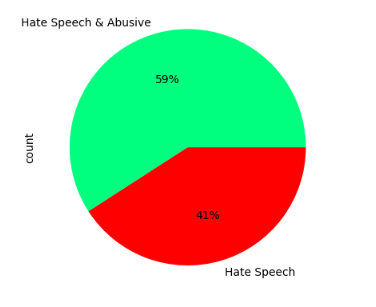 Hate Speech & Abusive
59%
count
41%
Hate Speech